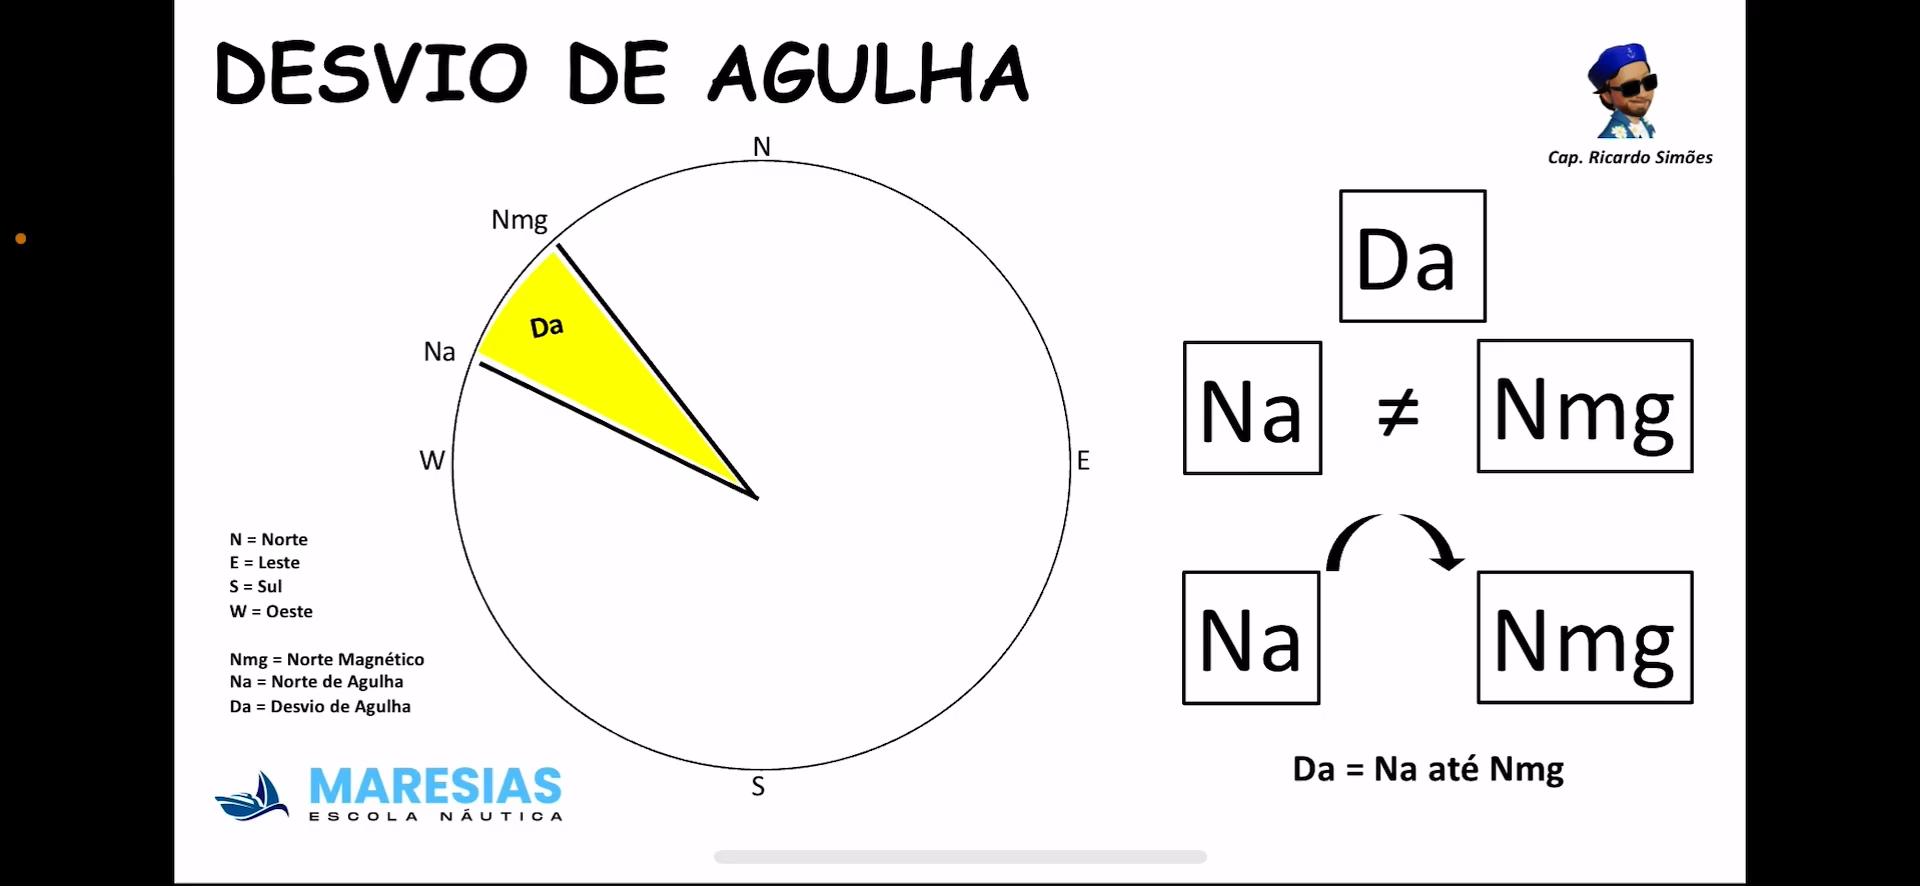 DESVIO DE AGULHA
Cap. Ricardo Simões
N
Nmg
Da
Na
W
E
S
N = Norte
E = Leste
S = Sul
W = Oeste
Nmg = Norte Magnético
Na = Norte de Agulha
Da = Desvio de Agulha
MARESIAS
ESCOLA NÁUTICA
Da
Na ≠ Nmg
Na Nmg
Da = Na até Nmg